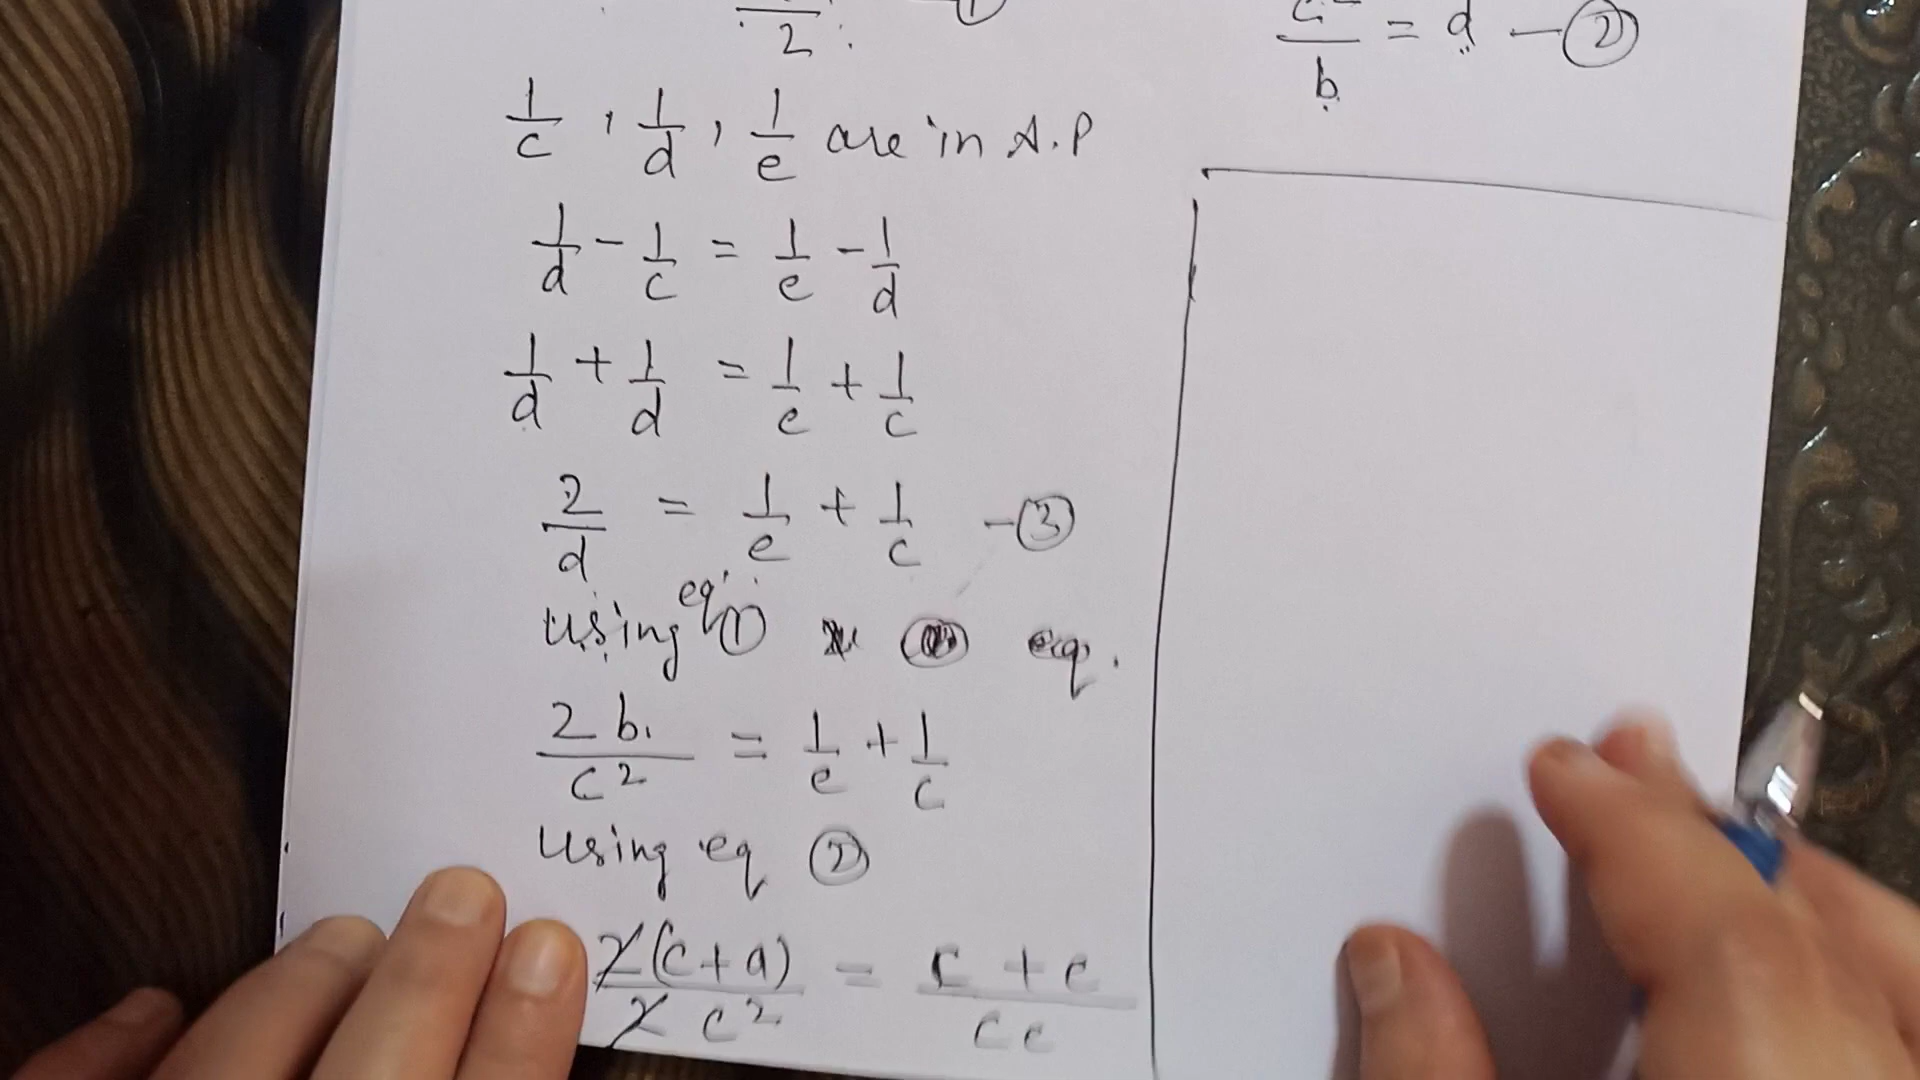 2 ①
c² / b = d — ②
1/c , 1/d , 1/e are in A.P
1/d - 1/c = 1/e - 1/d
1/d + 1/d = 1/e + 1/c
2/d = 1/e + 1/c - ③
using eq ① eq.
2b / c² = 1/e + 1/c
using eq ②
2(c+a) / 2c² = c + e / ce